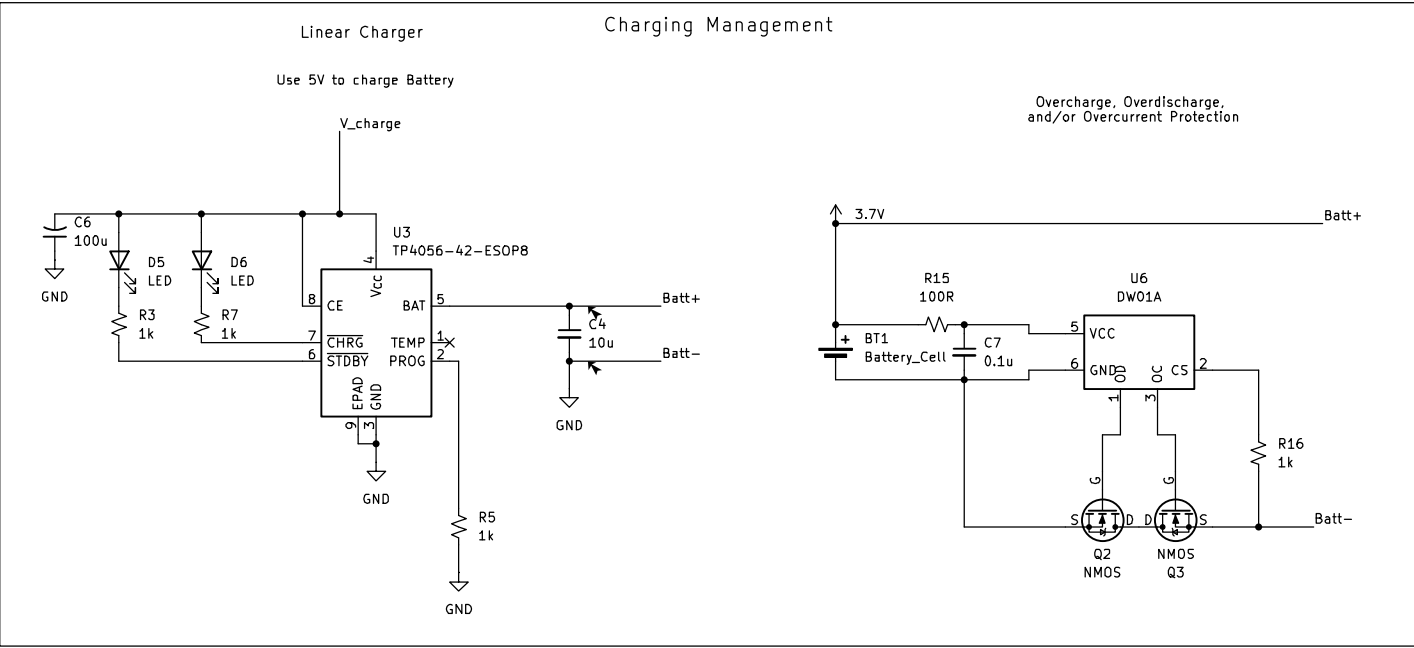 Charging Management
Linear Charger
Use 5V to charge Battery
V_charge
C6
100u
GND
D5
LED
D6
LED
R3
1k
R7
1k
U3
TP4056-42-ESOP8
4
Vcc
8
CE
BAT
5
7
CHRG
TEMP
1
6
STDBY
PROG
2
EPAD
GND
9
3
GND
Batt+
C4
10u
Batt-
GND
R5
1k
GND
Overcharge, Overdischarge,
and/or Overcurrent Protection
3.7V
Batt+
R15
100R
U6
DW01A
BT1
Battery_Cell
C7
0.1u
5
VCC
6
GND
OD
OC
CS
2
1
3
R16
1k
G
G
S
D
D
S
Batt-
Q2
NMOS
NMOS
Q3